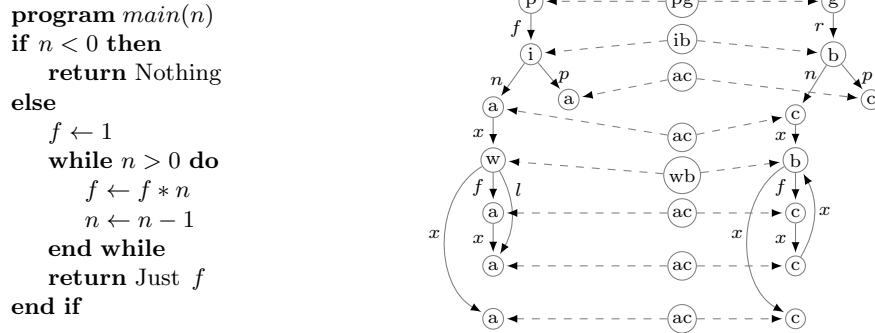 program main(n)
if n < 0 then
return Nothing
else
f ← 1
while n > 0 do
f ← f * n
n ← n − 1
end while
return Just f
end if
p pg g
f r
i ib b
n p ac n p
a c
a ac c
x x
w wb b
f l f
a ac c
x x x x x
a ac c
a ac c